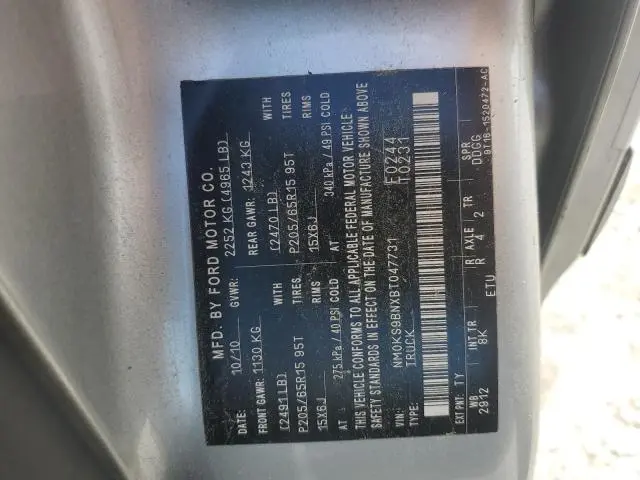 MFD. BY FORD MOTOR CO.
DATE: 10/10 GVWR: 2252 KG (4965 LB)
FRONT GAWR: 1130 KG REAR GAWR: 1243 KG
(2491 LB) WITH (2470 LB) WITH
P205/65R15 95T TIRES P205/65R15 95T TIRES
15X6J RIMS 15X6J RIMS
AT 275 kPa / 40 PSI COLD AT 340 kPa / 49 PSI COLD
THIS VEHICLE CONFORMS TO ALL APPLICABLE FEDERAL MOTOR VEHICLE
SAFETY STANDARDS IN EFFECT ON THE DATE OF MANUFACTURE SHOWN ABOVE
VIN: NM0KS9BNXBT047731 F0244
TYPE: TRUCK T0231
EXT PNT: TY
WB INT TR R AXLE TR SPR
2912 8K R 4 2 DDDG
ETU 9T16-1520472-AC